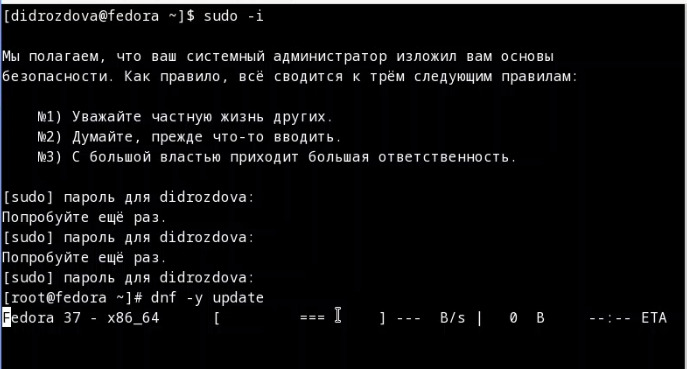 [didrozdova@fedora ~]$ sudo -i
Мы полагаем, что ваш системный администратор изложил вам основы
безопасности. Как правило, всё сводится к трём следующим правилам:
№1) Уважайте частную жизнь других.
№2) Думайте, прежде что-то вводить.
№3) С большой властью приходит большая ответственность.
[sudo] пароль для didrozdova:
Попробуйте ещё раз.
[sudo] пароль для didrozdova:
Попробуйте ещё раз.
[sudo] пароль для didrozdova:
[root@fedora ~]# dnf -y update
Fedora 37 - x86_64 [ === ] --- B/s | 0 B --:-- ETA